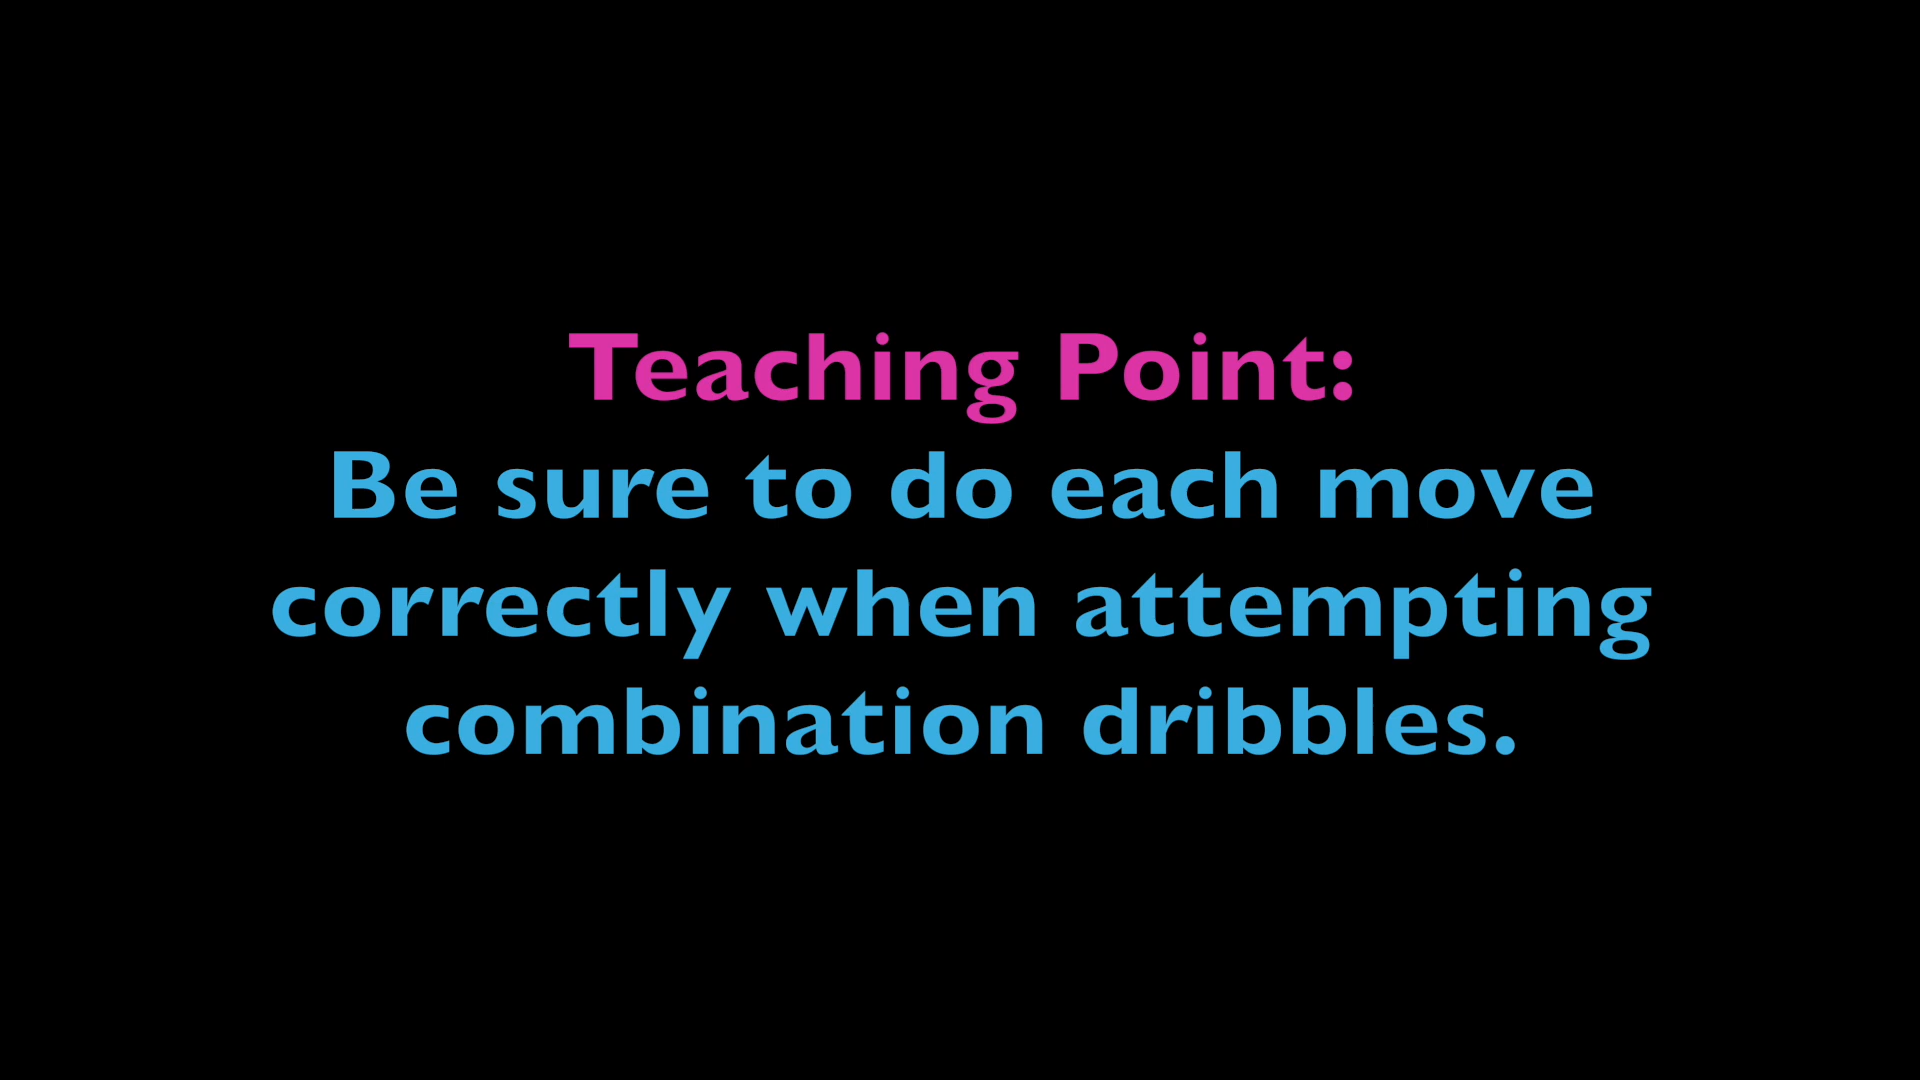 Teaching Point:
Be sure to do each move
correctly when attempting
combination dribbles.